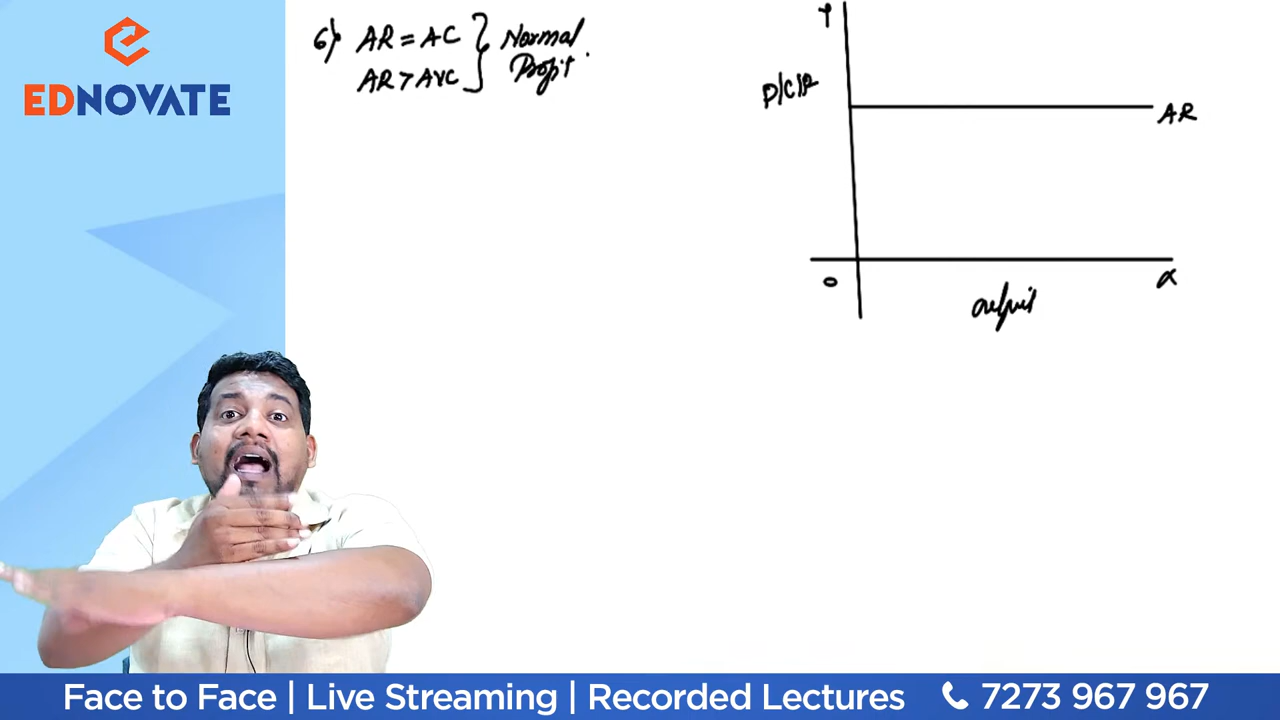 EDNOVATE
6) AR = AC
AR > AVC
Normal
Profit
Y
P/C/R
AR
O
X
output
Face to Face | Live Streaming | Recorded Lectures
7273 967 967